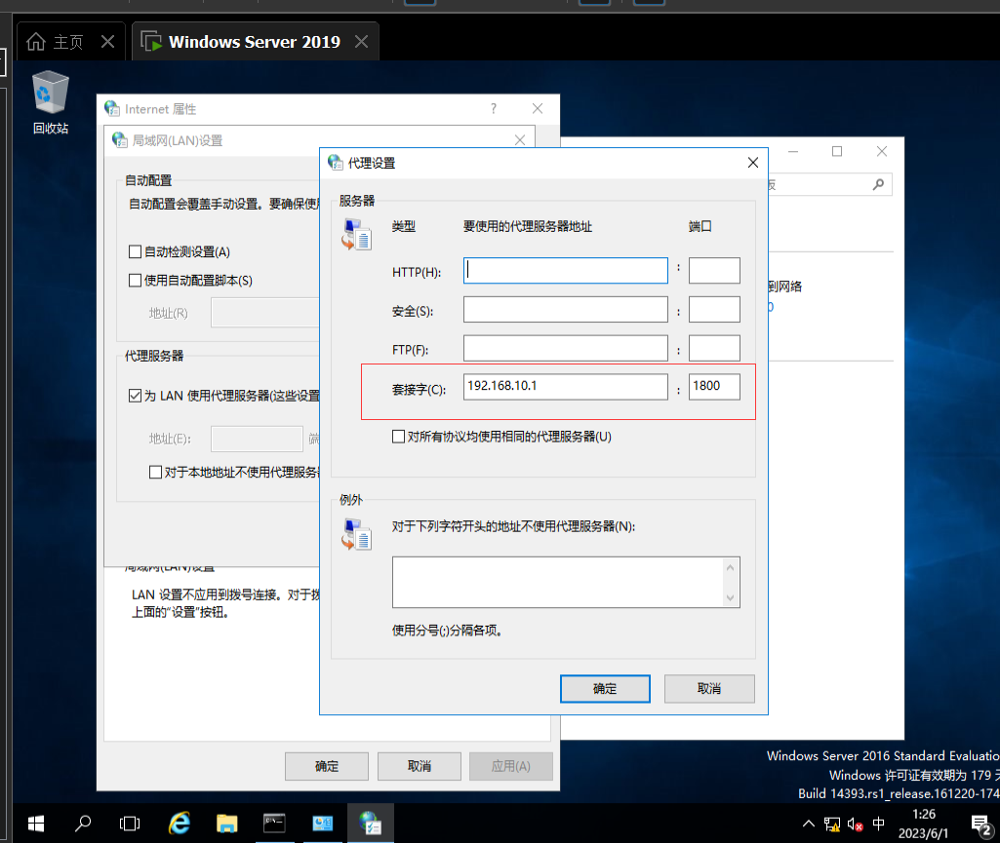 主页
Windows Server 2019
回收站
Internet 属性
?
局域网(LAN)设置
代理设置
自动配置
自动配置会覆盖手动设置。要确保使用
自动检测设置(A)
使用自动配置脚本(S)
地址(R)
代理服务器
为 LAN 使用代理服务器(这些设置
地址(E):
对于本地地址不使用代理服务器
服务器
类型
要使用的代理服务器地址
端口
HTTP(H):
:
安全(S):
:
FTP(F):
:
套接字(C):
192.168.10.1
:
1800
对所有协议均使用相同的代理服务器(U)
例外
对于下列字符开头的地址不使用代理服务器(N):
使用分号(;)分隔各项。
确定
取消
到网络
局域网(LAN)设置
LAN 设置不应用到拨号连接。对于拨
上面的“设置”按钮。
确定
取消
应用(A)
Windows Server 2016 Standard Evaluatio
Windows 许可证有效期为 179 天
Build 14393.rs1_release.161220-174
中
1:26
2023/6/1
2